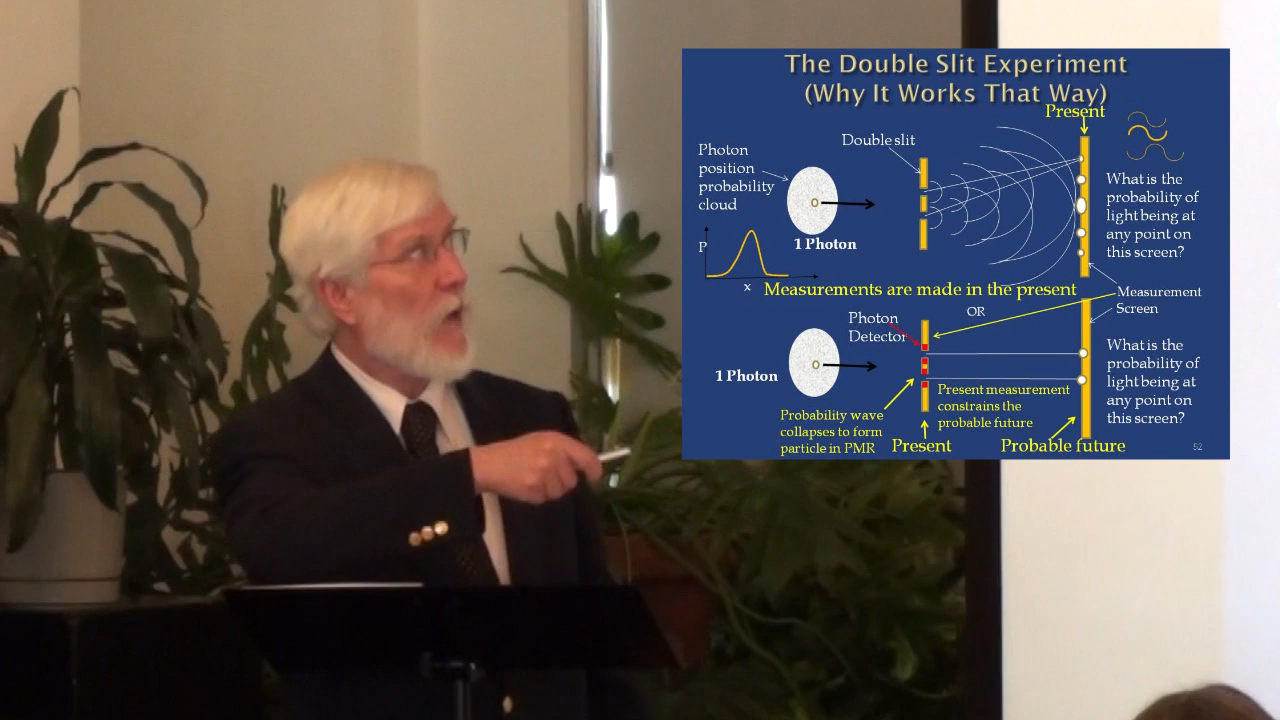 The Double Slit Experiment
(Why It Works That Way)
Present
Double slit
Photon
position
probability
cloud
1 Photon
What is the
probability of
light being at
any point on
this screen?
P
x
Measurements are made in the present
OR
Measurement
Screen
Photon
Detector
1 Photon
What is the
probability of
light being at
any point on
this screen?
Present measurement
constrains the
probable future
Probability wave
collapses to form
particle in PMR
Present
Probable future
52